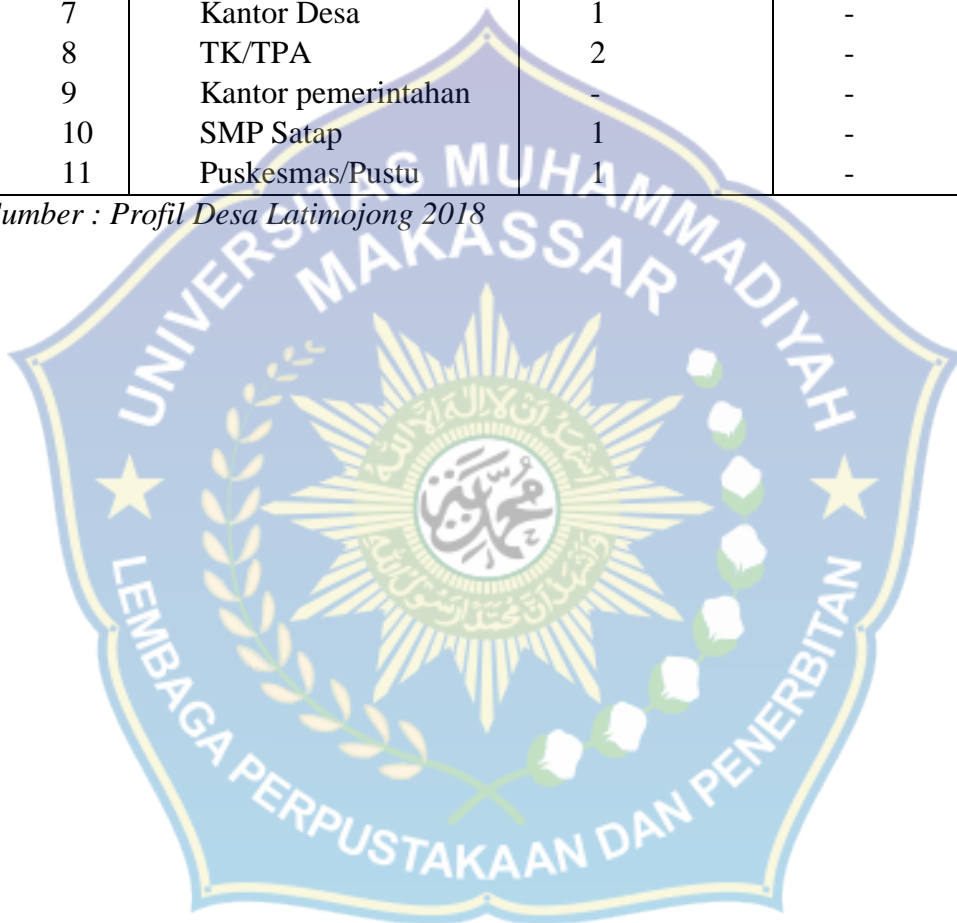 7 Kantor Desa 1 -
8 TK/TPA 2 -
9 Kantor pemerintahan - -
10 SMP Satap 1 -
11 Puskesmas/Pustu 1 -
Sumber : Profil Desa Latimojong 2018
UNIVERSITAS MUHAMMADIYAH
MAKASSAR
LEMBAGA PERPUSTAKAAN DAN PENERBITAN